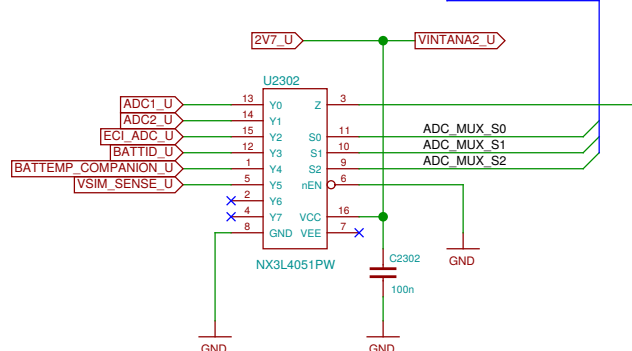 2V7_U VINTANA2_U
U2302
ADC1_U 13 Y0 Z 3
ADC2_U 14 Y1
ECI_ADC_U 15 Y2 S0 11 ADC_MUX_S0
BATTID_U 12 Y3 S1 10 ADC_MUX_S1
BATTEMP_COMPANION_U 1 Y4 S2 9 ADC_MUX_S2
VSIM_SENSE_U 5 Y5 nEN 6
2 Y6
4 Y7 VCC 16
8 GND VEE 7
NX3L4051PW
C2302
100n
GND
GND
GND